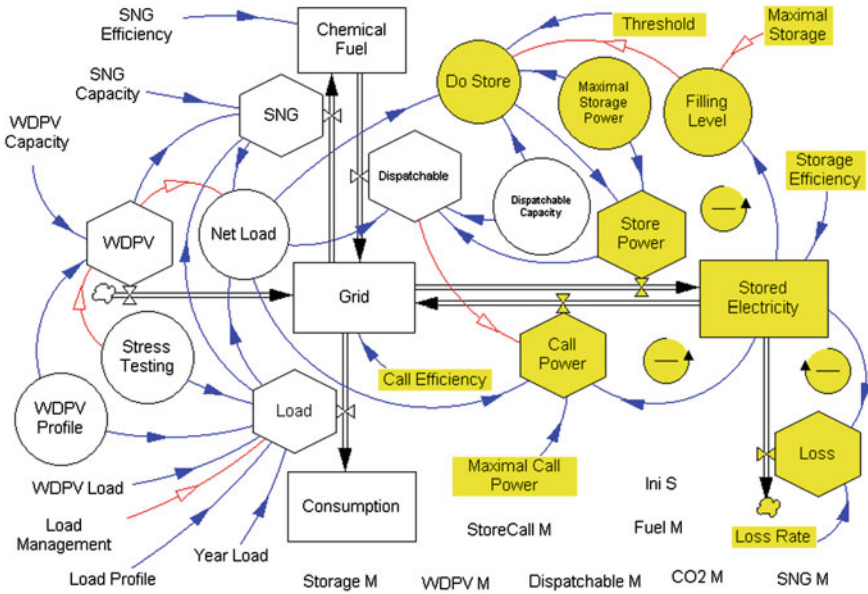 SNG
Efficiency
Chemical
Fuel
Threshold
Maximal
Storage
SNG
Capacity
SNG
Do Store
Maximal
Storage
Power
Filling
Level
WDPV
Capacity
Dispatchable
Storage
Efficiency
Dispatchable
Capacity
WDPV
Net Load
Store
Power
Grid
Stored
Electricity
Stress
Testing
Call
Power
Call Efficiency
WDPV
Profile
Load
Loss
Maximal Call
Power
WDPV Load
Ini S
Consumption
Load
Management
StoreCall M
Fuel M
Loss Rate
Year Load
Load Profile
Storage M
WDPV M
Dispatchable M
CO2 M
SNG M